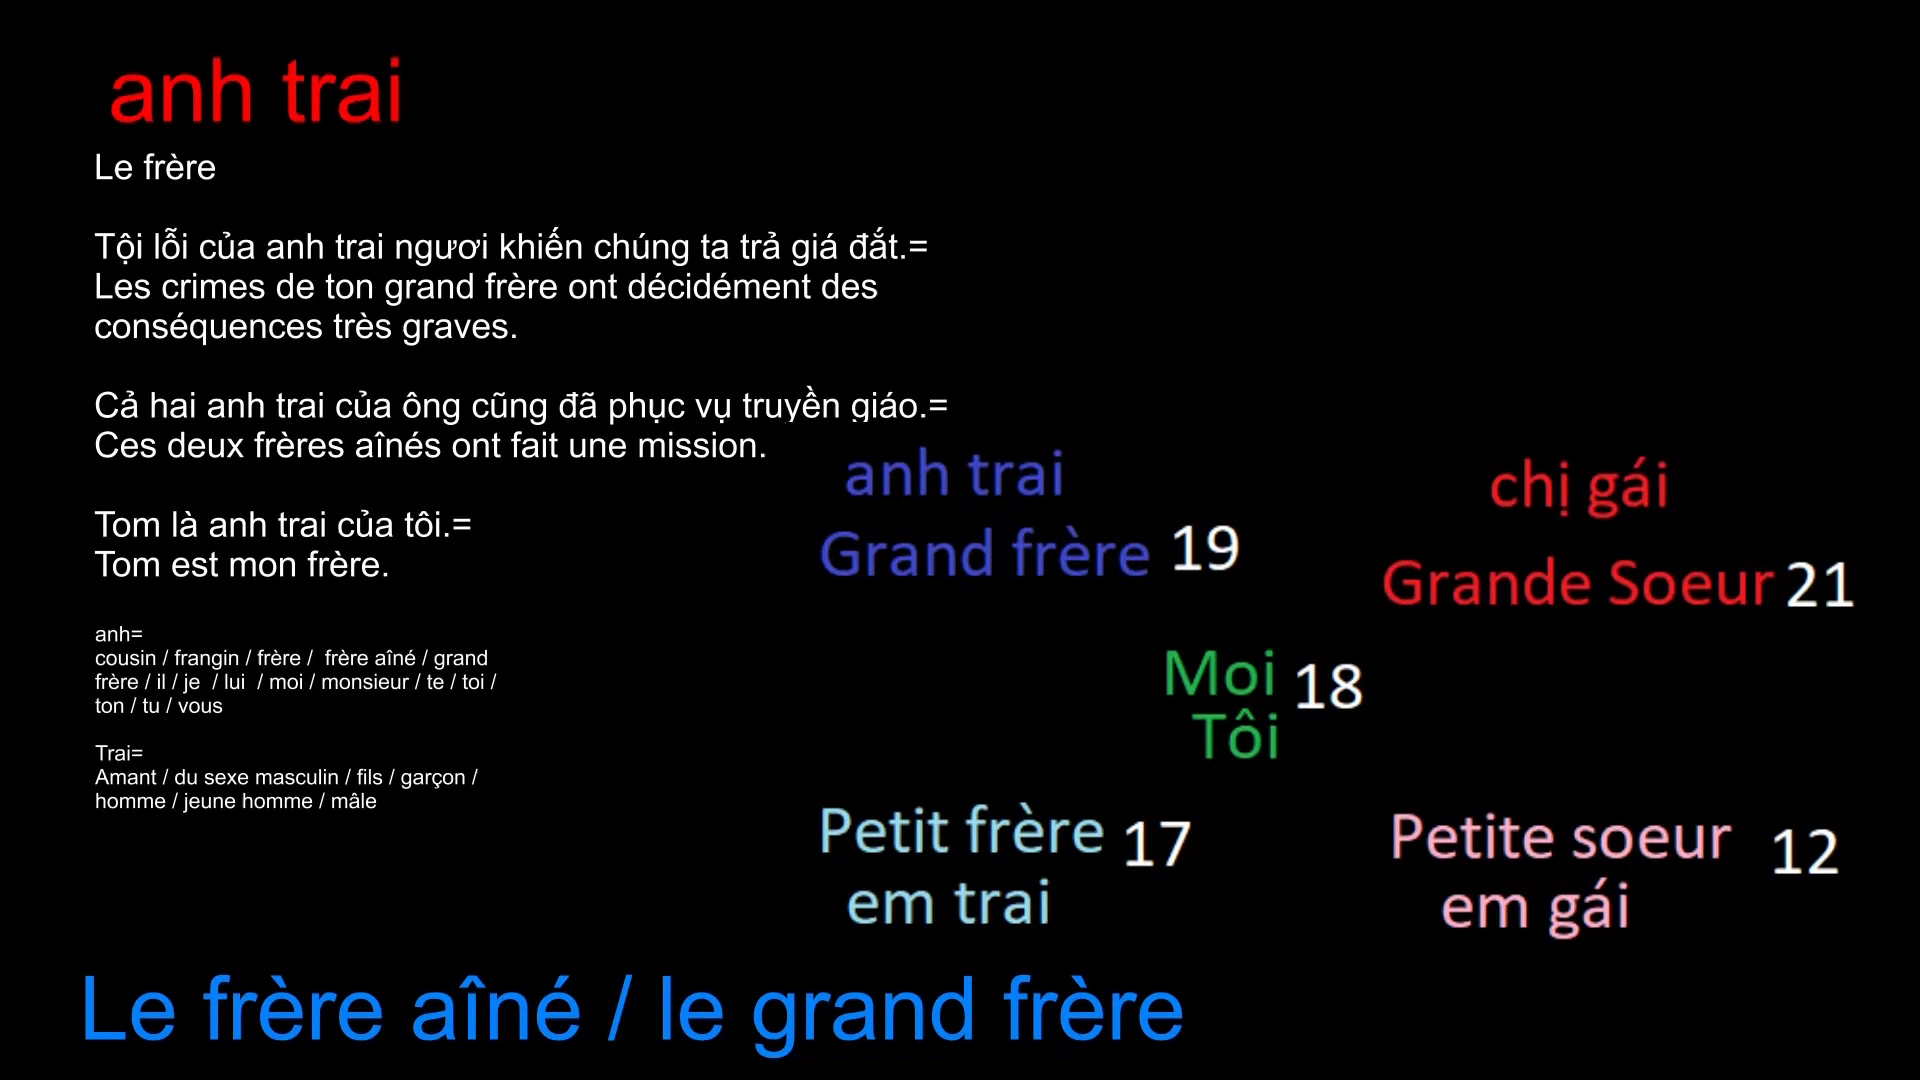 anh trai
Le frère
Tội lỗi của anh trai ngươi khiến chúng ta trả giá đắt.=
Les crimes de ton grand frère ont décidément des
conséquences très graves.
Cả hai anh trai của ông cũng đã phục vụ truyền giáo.=
Ces deux frères aînés ont fait une mission.
Tom là anh trai của tôi.=
Tom est mon frère.
anh=
cousin / frangin / frère /  frère aîné / grand
frère / il / je  / lui  / moi / monsieur / te / toi /
ton / tu / vous
Trai=
Amant / du sexe masculin / fils / garçon /
homme / jeune homme / mâle
anh trai
Grand frère 19
chị gái
Grande Soeur 21
Moi 18
Tôi
Petit frère 17
em trai
Petite soeur 12
em gái
Le frère aîné / le grand frère